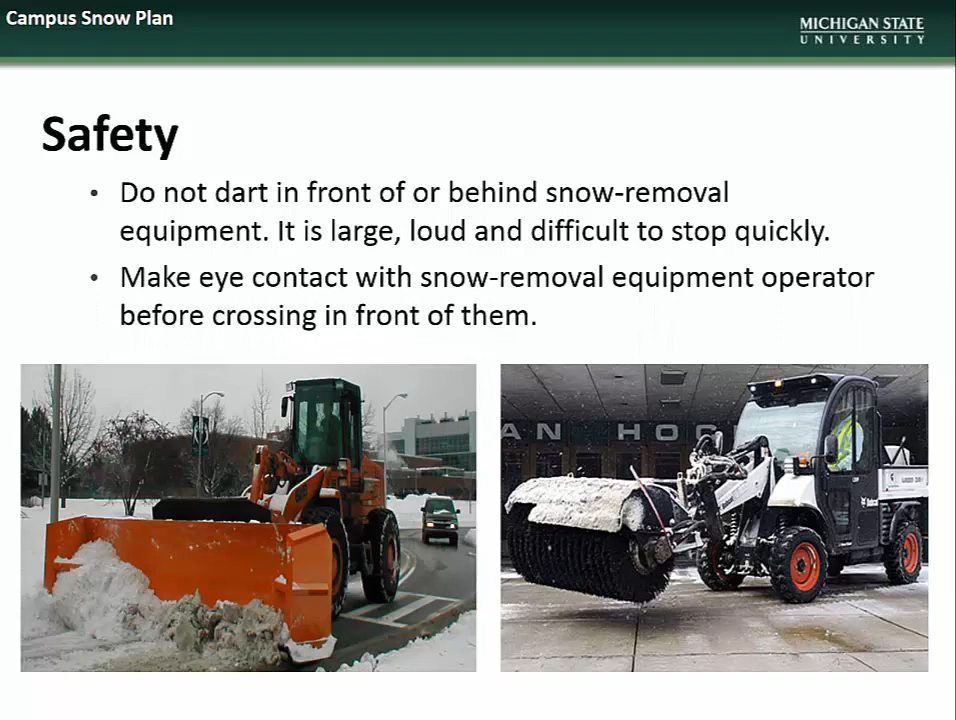 Campus Snow Plan
MICHIGAN STATE
UNIVERSITY
Safety
• Do not dart in front of or behind snow-removal
equipment. It is large, loud and difficult to stop quickly.
• Make eye contact with snow-removal equipment operator
before crossing in front of them.
AN HOC
Bobcat